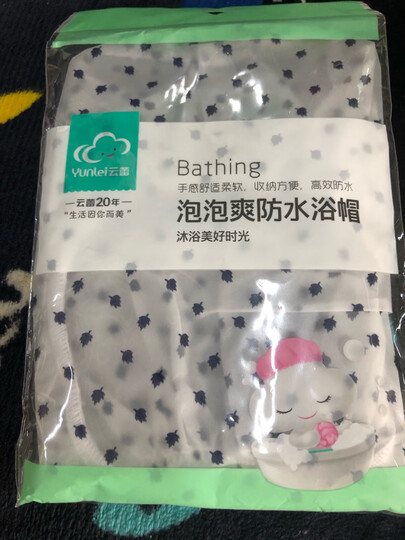 Yunlei云蕾
云蕾20年
“生活因你而美”
Bathing
手感舒适柔软，收纳方便，高效防水
泡泡爽防水浴帽
沐浴美好时光